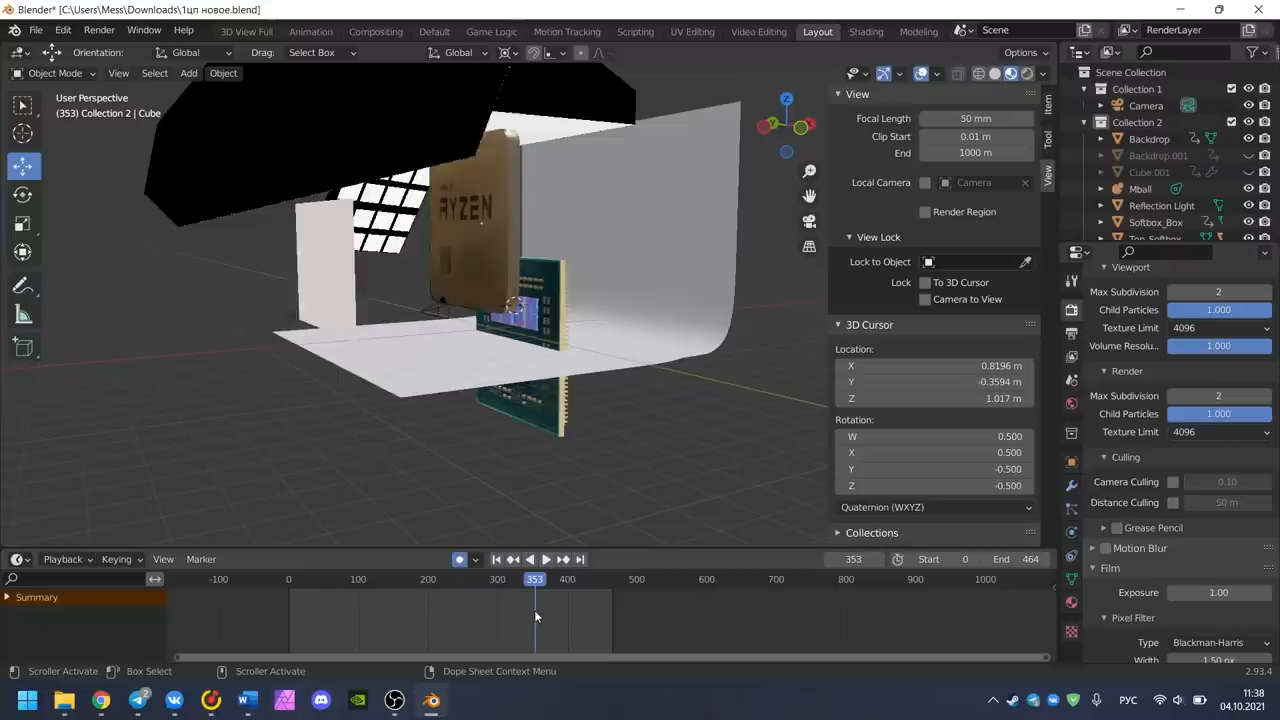 Blender* [C:\Users\Mess\Downloads\1цп новое.blend]
File Edit Render Window Help 3D View Full Animation Compositing Default Game Logic Motion Tracking Scripting UV Editing Video Editing Layout Shading Modeling Scene RenderLayer
Orientation: Global Drag: Select Box Global Options
Object Mode View Select Add Object
User Perspective
(353) Collection 2 | Cube
RYZEN
Z
Y
View
Focal Length 50 mm
Clip Start 0.01 m
End 1000 m
Local Camera Camera
Render Region
View Lock
Lock to Object
Lock To 3D Cursor
Camera to View
3D Cursor
Location:
X 0.8196 m
Y -0.3594 m
Z 1.017 m
Rotation:
W 0.500
X 0.500
Y -0.500
Z -0.500
Quaternion (WXYZ)
Collections
Item
Tool
View
Scene Collection
Collection 1
Camera
Collection 2
Backdrop
Backdrop.001
Cube.001
Mball
Reflection Light
Softbox_Box
Top_Softbox
Viewport
Max Subdivision 2
Child Particles 1.000
Texture Limit 4096
Volume Resolu... 1.000
Render
Max Subdivision 2
Child Particles 1.000
Texture Limit 4096
Culling
Camera Culling 0.10
Distance Culling 50 m
Grease Pencil
Motion Blur
Film
Exposure 1.00
Pixel Filter
Type Blackman-Harris
Width 1.50 px
Playback Keying View Marker 353 Start 0 End 464
-100 0 100 200 300 353 400 500 600 700 800 900 1000
Summary
Scroller Activate Box Select Scroller Activate Dope Sheet Context Menu 2.93.4
2
РУС
11:38
04.10.2021